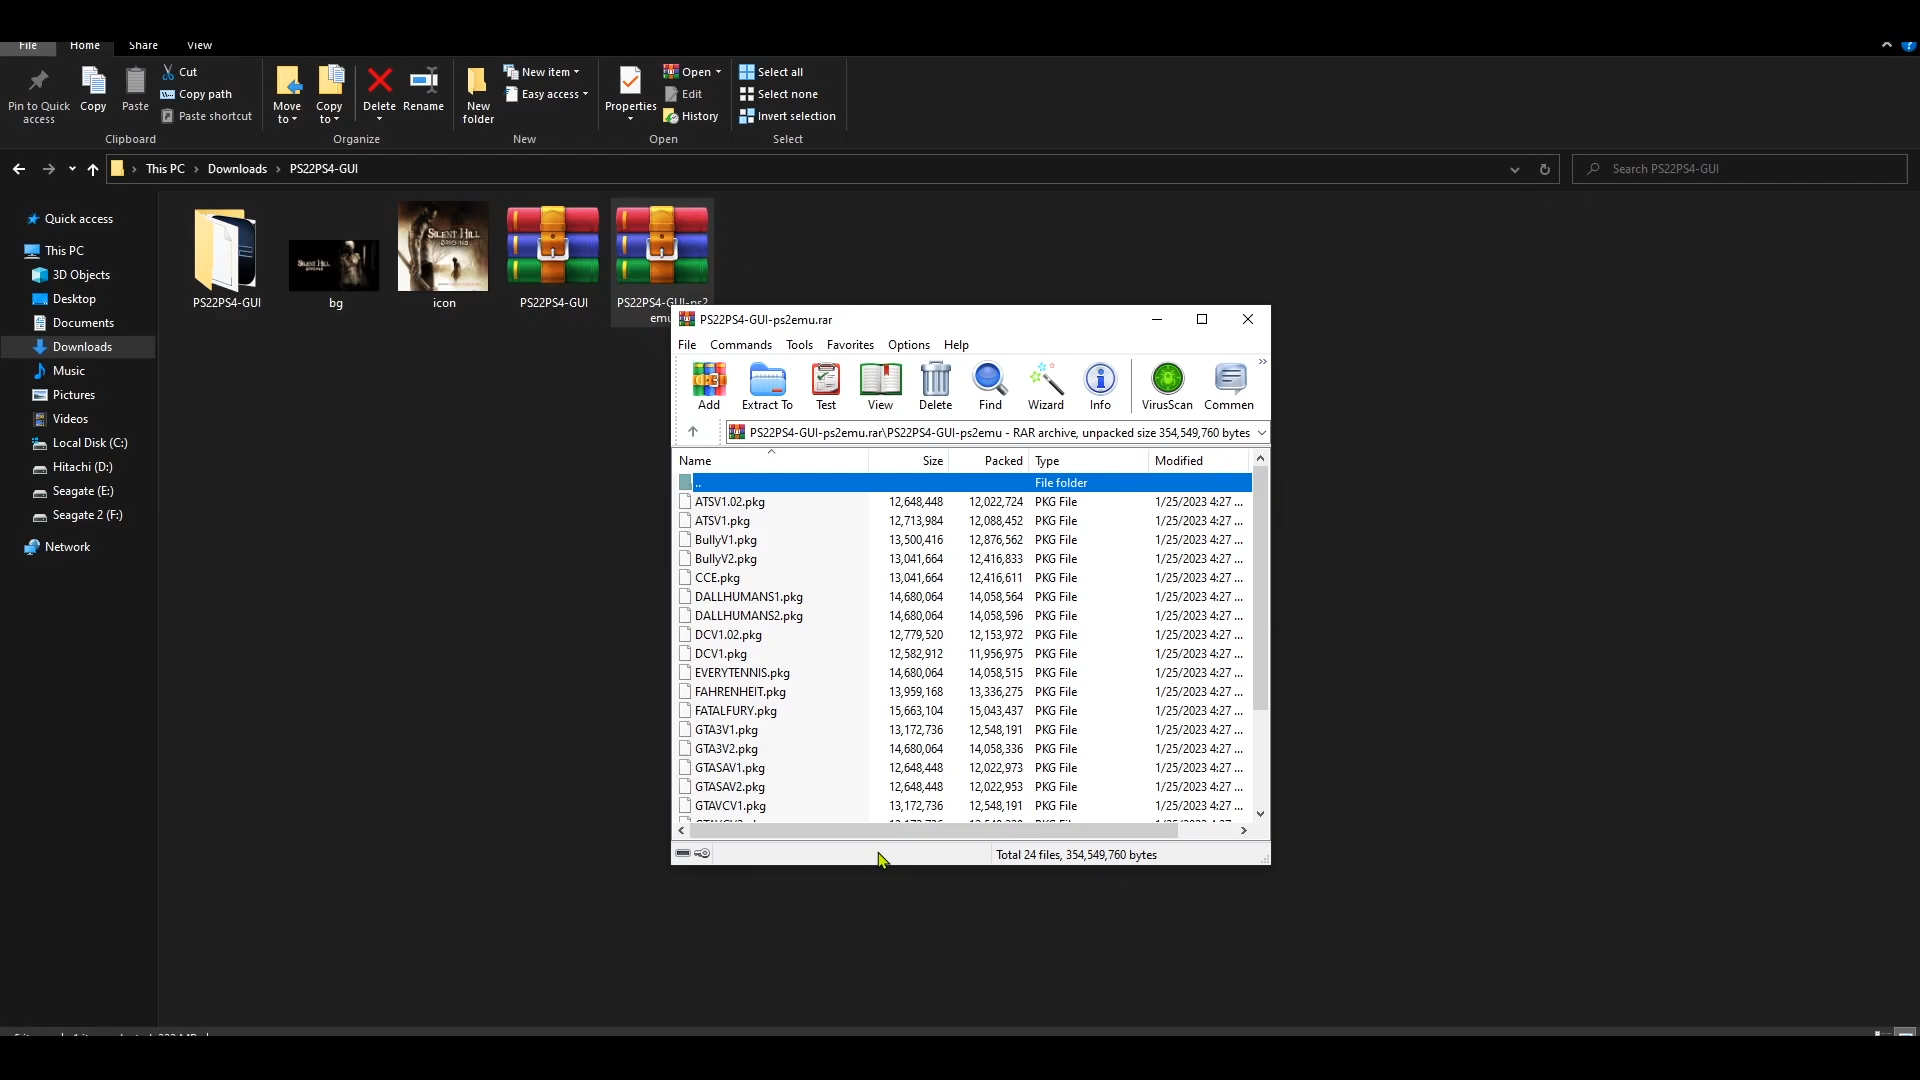 File Home Share View
Pin to Quick access
Copy
Paste
Cut
Copy path
Paste shortcut
Clipboard
Move to
Copy to
Delete
Rename
Organize
New folder
New item
Easy access
New
Properties
Open
Edit
History
Open
Select all
Select none
Invert selection
Select
This PC › Downloads › PS22PS4-GUI
Search PS22PS4-GUI
Quick access
This PC
3D Objects
Desktop
Documents
Downloads
Music
Pictures
Videos
Local Disk (C:)
Hitachi (D:)
Seagate (E:)
Seagate 2 (F:)
Network
SILENT HILL
ORIGINS
PS22PS4-GUI
bg
icon
PS22PS4-GUI
PS22PS4-GUI-ps2
emu
PS22PS4-GUI-ps2emu.rar
File Commands Tools Favorites Options Help
Add Extract To Test View Delete Find Wizard Info VirusScan Commen
PS22PS4-GUI-ps2emu.rar\PS22PS4-GUI-ps2emu - RAR archive, unpacked size 354,549,760 bytes
Name Size Packed Type Modified
.. File folder
ATSV1.02.pkg 12,648,448 12,022,724 PKG File 1/25/2023 4:27 ...
ATSV1.pkg 12,713,984 12,088,452 PKG File 1/25/2023 4:27 ...
BullyV1.pkg 13,500,416 12,876,562 PKG File 1/25/2023 4:27 ...
BullyV2.pkg 13,041,664 12,416,833 PKG File 1/25/2023 4:27 ...
CCE.pkg 13,041,664 12,416,611 PKG File 1/25/2023 4:27 ...
DALLHUMANS1.pkg 14,680,064 14,058,564 PKG File 1/25/2023 4:27 ...
DALLHUMANS2.pkg 14,680,064 14,058,596 PKG File 1/25/2023 4:27 ...
DCV1.02.pkg 12,779,520 12,153,972 PKG File 1/25/2023 4:27 ...
DCV1.pkg 12,582,912 11,956,975 PKG File 1/25/2023 4:27 ...
EVERYTENNIS.pkg 14,680,064 14,058,515 PKG File 1/25/2023 4:27 ...
FAHRENHEIT.pkg 13,959,168 13,336,275 PKG File 1/25/2023 4:27 ...
FATALFURY.pkg 15,663,104 15,043,437 PKG File 1/25/2023 4:27 ...
GTA3V1.pkg 13,172,736 12,548,191 PKG File 1/25/2023 4:27 ...
GTA3V2.pkg 14,680,064 14,058,336 PKG File 1/25/2023 4:27 ...
GTASAV1.pkg 12,648,448 12,022,973 PKG File 1/25/2023 4:27 ...
GTASAV2.pkg 12,648,448 12,022,953 PKG File 1/25/2023 4:27 ...
GTAVCV1.pkg 13,172,736 12,548,191 PKG File 1/25/2023 4:27 ...
Total 24 files, 354,549,760 bytes